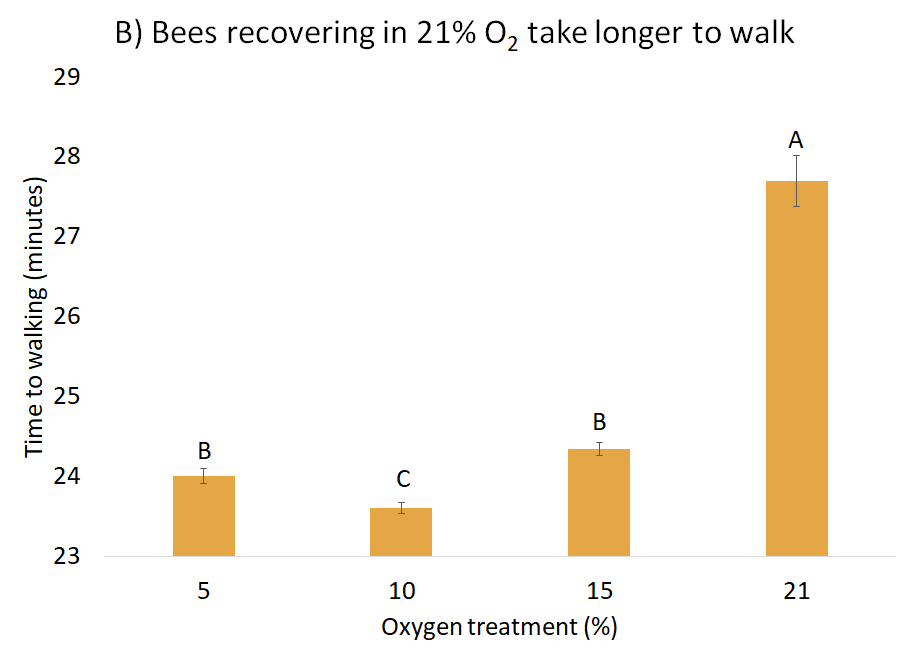 B) Bees recovering in 21% O₂ take longer to walk
29
28
27
26
25
24
23
Time to walking (minutes)
B
C
B
A
5 10 15 21
Oxygen treatment (%)